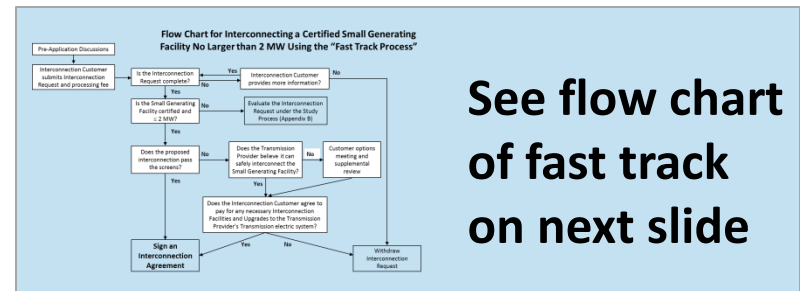 Flow Chart for Interconnecting a Certified Small Generating
Facility No Larger than 2 MW Using the “Fast Track Process”
Pre-Application Discussions
Interconnection Customer
submits Interconnection
Request and processing fee
Is the Interconnection
Request complete?
Yes
No
Interconnection Customer
provides more information?
No
Yes
Is the Small Generating
Facility certified and
≤ 2 MW?
No
Evaluate the Interconnection
Request under the Study
Process (Appendix B)
Yes
Does the proposed
interconnection pass
the screens?
No
Does the Transmission
Provider believe it can
safely interconnect the
Small Generating Facility?
No
Customer options
meeting and
supplemental
review
Yes
Yes
Does the Interconnection Customer agree to
pay for any necessary Interconnection
Facilities and Upgrades to the Transmission
Provider's Transmission electric system?
Yes
No
Sign an
Interconnection
Agreement
Withdraw
Interconnection
Request
See flow chart
of fast track
on next slide